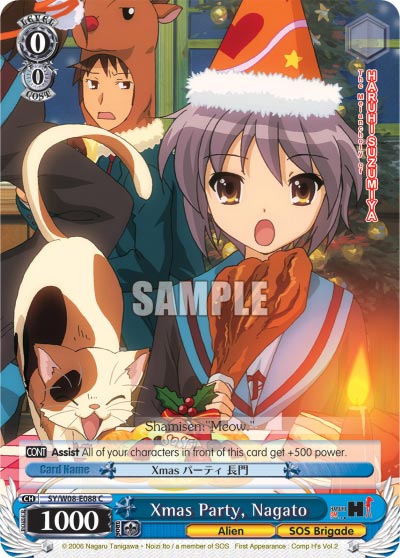 LEVEL
0
0
COST
The Melancholy of
HARUHI SUZUMIYA
SAMPLE
Shamisen:"Meow."
CONT Assist All of your characters in front of this card get +500 power.
Card Name
Xmas パーティ 長門
CH SY/W08-E088 C
1000
Xmas Party, Nagato
Alien
SOS Brigade
© 2006 Nagaru Tanigawa • Noizi Ito / a member of SOS First Appearance: Comp H's Vol.2